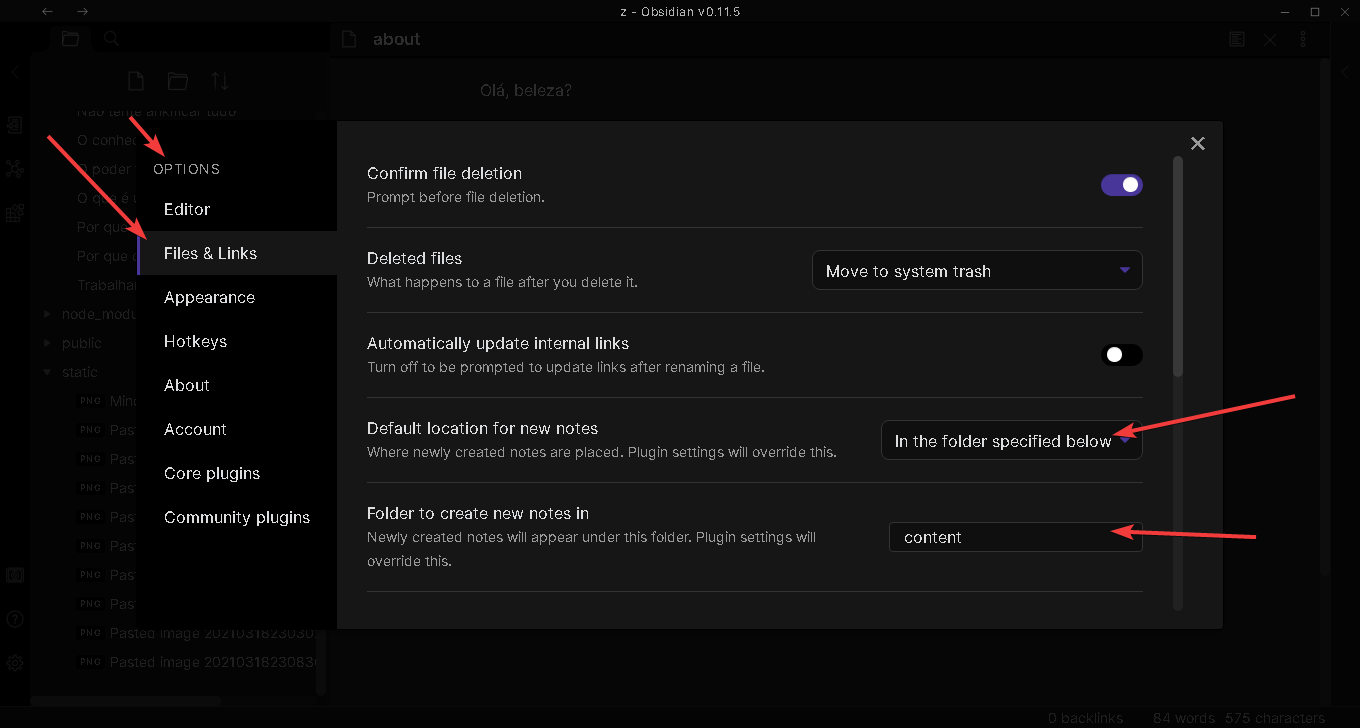 z - Obsidian v0.11.5
about
Olá, beleza?
Não tente ankificar tudo
O conhec
O poder
O que é u
Por que
Por que
Trabalhar
node_modu
public
static
PNG Mind
PNG Past
PNG Past
PNG Past
PNG Past
PNG Past
PNG Past
PNG Past
PNG Pasted image 2021031823030
PNG Pasted image 20210318230830
OPTIONS
Editor
Files & Links
Appearance
Hotkeys
About
Account
Core plugins
Community plugins
Confirm file deletion
Prompt before file deletion.
Deleted files
What happens to a file after you delete it.
Move to system trash
Automatically update internal links
Turn off to be prompted to update links after renaming a file.
Default location for new notes
Where newly created notes are placed. Plugin settings will override this.
In the folder specified below
Folder to create new notes in
Newly created notes will appear under this folder. Plugin settings will
override this.
content
0 backlinks 84 words 575 characters